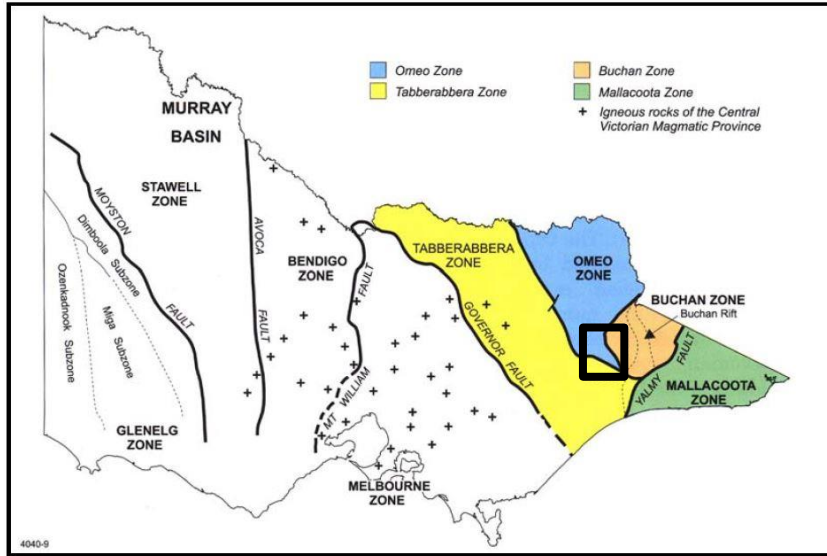 Omeo Zone
Tabberabbera Zone
Buchan Zone
Mallacoota Zone
+ Igneous rocks of the Central
Victorian Magmatic Province
MURRAY
BASIN
STAWELL
ZONE
MOYSTON
FAULT
Dimboola Subzone
Ozenkadnook Subzone
Miga Subzone
GLENELG
ZONE
AVOCA
FAULT
BENDIGO
ZONE
MT WILLIAM
FAULT
MELBOURNE
ZONE
TABBERABBERA
ZONE
GOVERNOR FAULT
OMEO
ZONE
BUCHAN ZONE
Buchan Rift
YALMY
FAULT
MALLACOOTA
ZONE
4040-9